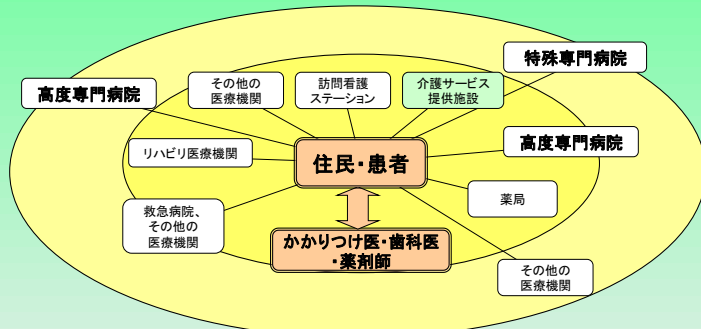 特殊専門病院
高度専門病院
その他の
医療機関
訪問看護
ステーション
介護サービス
提供施設
高度専門病院
リハビリ医療機関
住民・患者
薬局
救急病院、
その他の
医療機関
かかりつけ医・歯科医
・薬剤師
その他の
医療機関